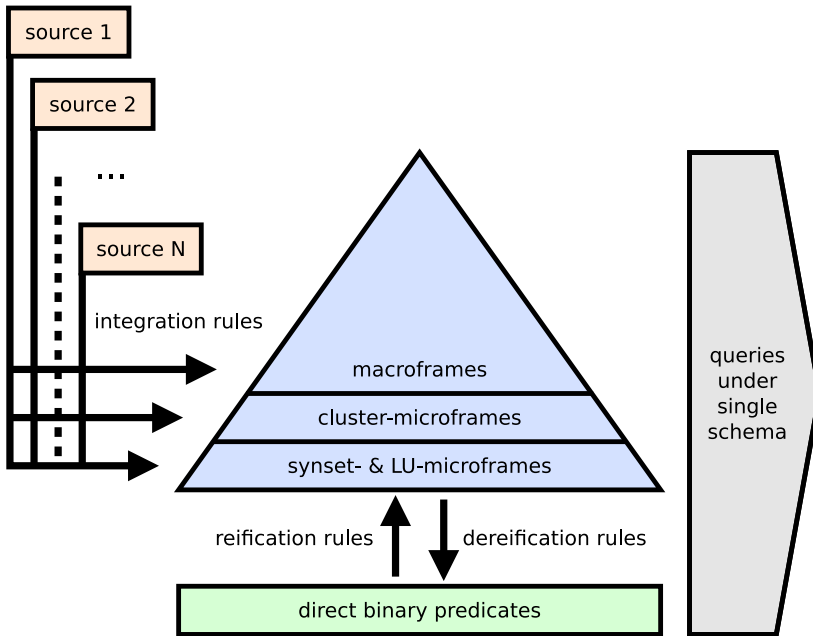 source 1
source 2
...
source N
integration rules
macroframes
cluster-microframes
synset- & LU-microframes
queries
under
single
schema
reification rules
dereification rules
direct binary predicates